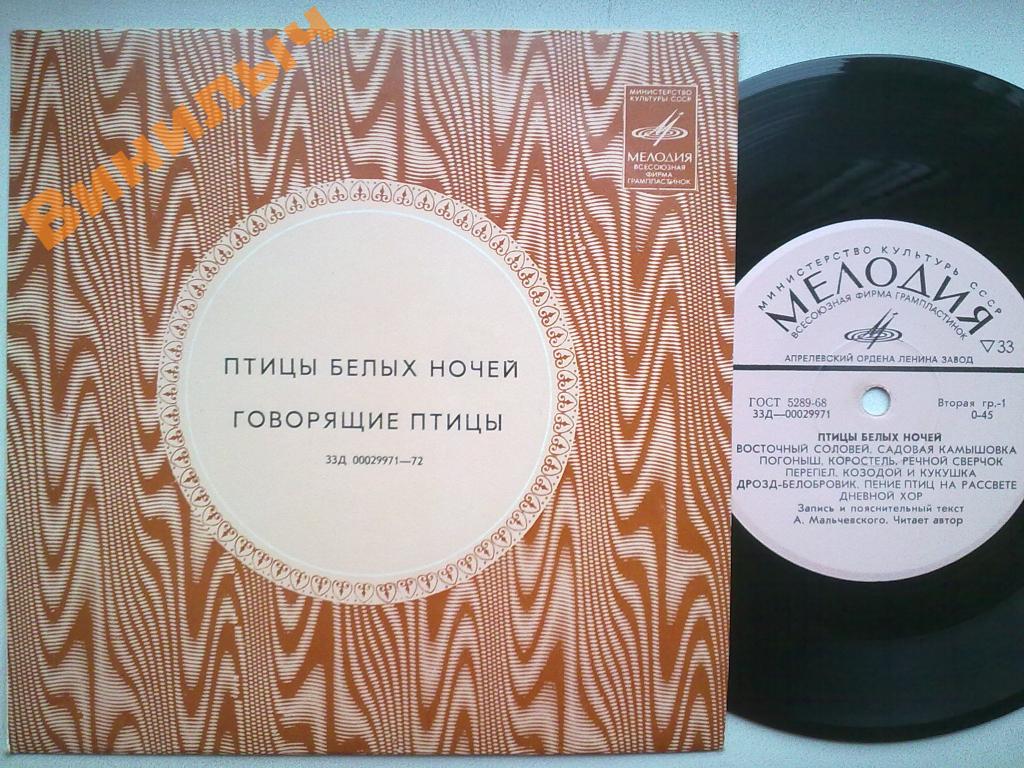 Винилыч
МИНИСТЕРСТВО
КУЛЬТУРЫ СССР
МЕЛОДИЯ
ВСЕСОЮЗНАЯ
ФИРМА
ГРАМПЛАСТИНОК
ПТИЦЫ БЕЛЫХ НОЧЕЙ
ГОВОРЯЩИЕ ПТИЦЫ
33Д 00029971—72
МИНИСТЕРСТВО КУЛЬТУРЫ СССР
МЕЛОДИЯ
ВСЕСОЮЗНАЯ ФИРМА ГРАМПЛАСТИНОК
▽33
АПРЕЛЕВСКИЙ ОРДЕНА ЛЕНИНА ЗАВОД
ГОСТ 5289-68 Вторая гр.-1
33Д—00029971 0-45
ПТИЦЫ БЕЛЫХ НОЧЕЙ
ВОСТОЧНЫЙ СОЛОВЕЙ. САДОВАЯ КАМЫШОВКА
ПОГОНЫШ. КОРОСТЕЛЬ. РЕЧНОЙ СВЕРЧОК
ПЕРЕПЕЛ. КОЗОДОЙ И КУКУШКА
ДРОЗД-БЕЛОБРОВИК. ПЕНИЕ ПТИЦ НА РАССВЕТЕ
ДНЕВНОЙ ХОР
Запись и пояснительный текст
А. Мальчевского. Читает автор